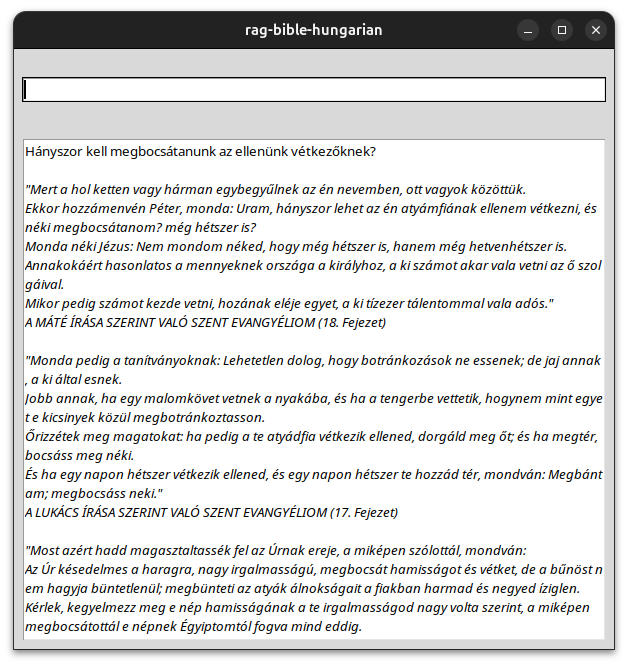 rag-bible-hungarian
Hányszor kell megbocsátanunk az ellenünk vétkezőknek?
"Mert a hol ketten vagy hárman egybegyűlnek az én nevemben, ott vagyok közöttük.
Ekkor hozzámenvén Péter, monda: Uram, hányszor lehet az én atyámfiának ellenem vétkezni, és
néki megbocsátanom? még hétszer is?
Monda néki Jézus: Nem mondom néked, hogy még hétszer is, hanem még hetvenhétszer is.
Annakokáért hasonlatos a mennyeknek országa a királyhoz, a ki számot akar vala vetni az ő szol
gáival.
Mikor pedig számot kezde vetni, hozának eléje egyet, a ki tízezer tálentommal vala adós."
A MÁTÉ ÍRÁSA SZERINT VALÓ SZENT EVANGYÉLIOM (18. Fejezet)
"Monda pedig a tanítványoknak: Lehetetlen dolog, hogy botránkozások ne essenek; de jaj annak
, a ki által esnek.
Jobb annak, ha egy malomkövet vetnek a nyakába, és ha a tengerbe vettetik, hogynem mint egye
t e kicsinyek közül megbotránkoztasson.
Őrizzétek meg magatokat: ha pedig a te atyádfia vétkezik ellened, dorgáld meg őt; és ha megtér,
bocsáss meg néki.
És ha egy napon hétszer vétkezik ellened, és egy napon hétszer te hozzád tér, mondván: Megbánt
am; megbocsáss neki."
A LUKÁCS ÍRÁSA SZERINT VALÓ SZENT EVANGYÉLIOM (17. Fejezet)
"Most azért hadd magasztaltassék fel az Úrnak ereje, a miképen szólottál, mondván:
Az Úr késedelmes a haragra, nagy irgalmasságú, megbocsát hamisságot és vétket, de a bűnöst n
em hagyja büntetlenül; megbünteti az atyák álnokságait a fiakban harmad és negyed íziglen.
Kérlek, kegyelmezz meg e nép hamisságának a te irgalmasságod nagy volta szerint, a miképen
megbocsátottál e népnek Égyiptomtól fogva mind eddig.